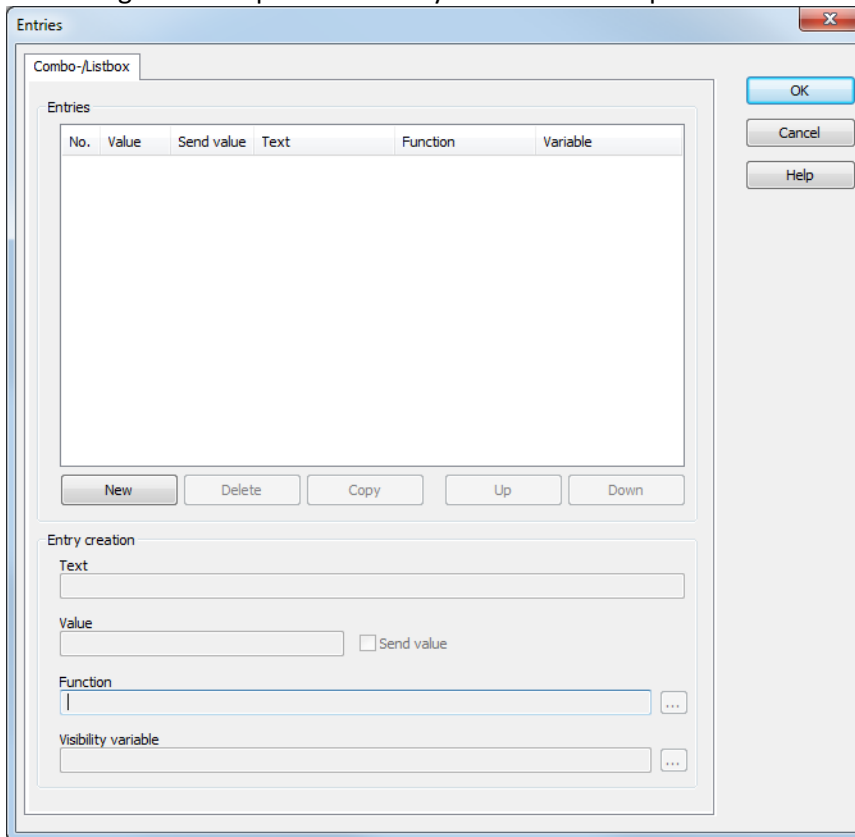 Entries
Combo-/Listbox
OK
Entries
No. Value Send value Text Function Variable
Cancel
Help
New Delete Copy Up Down
Entry creation
Text
Value
Send value
Function
...
Visibility variable
...